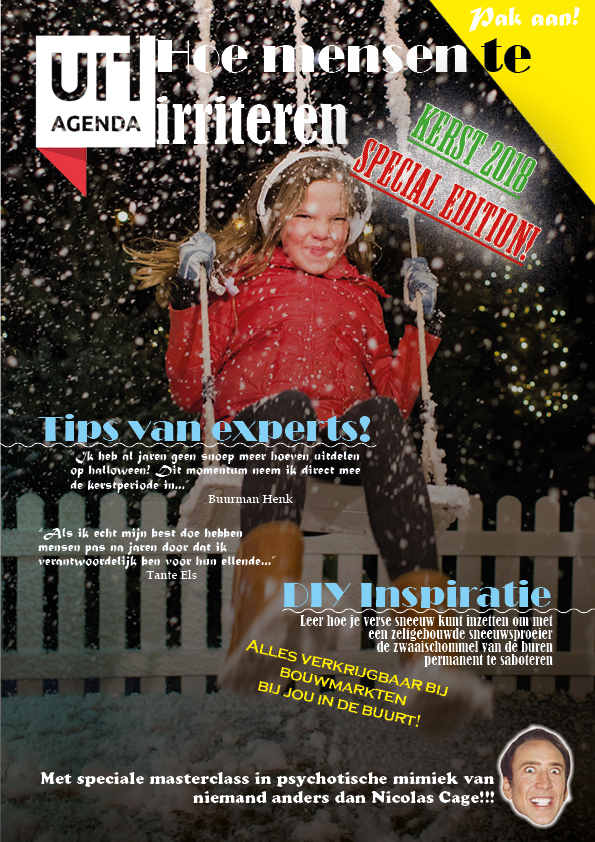 Pak aan!
UIT
AGENDA
Hoe mensen te
irriteren
KERST 2018
SPECIAL EDITION!
Tips van experts!
"Ik heb al jaren geen snoep meer hoeven uitdelen
op halloween! Dit momentum neem ik direct mee
de kerstperiode in..."
Buurman Henk
"Als ik echt mijn best doe hebben
mensen pas na jaren door dat ik
verantwoordelijk ben voor hun ellende..."
Tante Els
DIY Inspiratie
Leer hoe je verse sneeuw kunt inzetten om met
een zelfgebouwde sneeuwsproeier
de zwaaischommel van de buren
permanent te saboteren
Alles verkrijgbaar bij
bouwmarkten
bij jou in de buurt!
Met speciale masterclass in psychotische mimiek van
niemand anders dan Nicolas Cage!!!